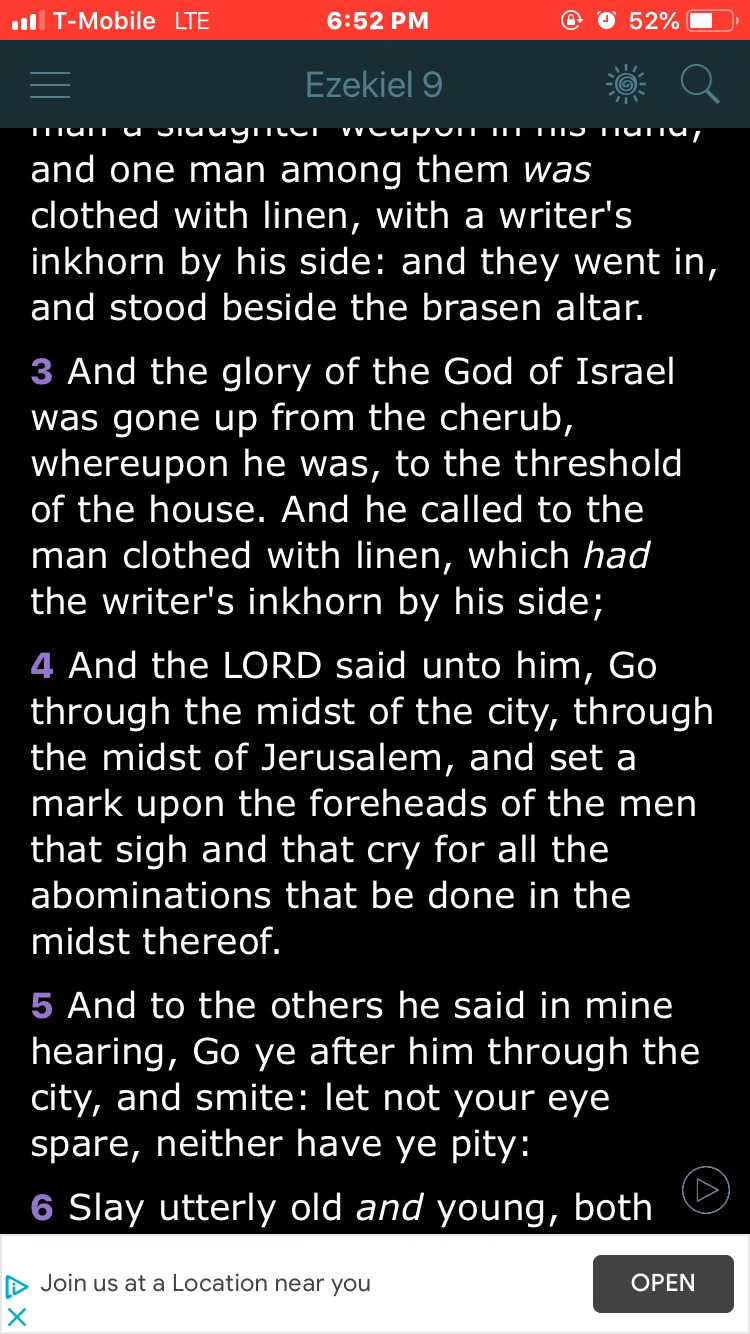 T-Mobile LTE 6:52 PM 52%
Ezekiel 9
man a slaughter weapon in his hand;
and one man among them was
clothed with linen, with a writer's
inkhorn by his side: and they went in,
and stood beside the brasen altar.
3 And the glory of the God of Israel
was gone up from the cherub,
whereupon he was, to the threshold
of the house. And he called to the
man clothed with linen, which had
the writer's inkhorn by his side;
4 And the LORD said unto him, Go
through the midst of the city, through
the midst of Jerusalem, and set a
mark upon the foreheads of the men
that sigh and that cry for all the
abominations that be done in the
midst thereof.
5 And to the others he said in mine
hearing, Go ye after him through the
city, and smite: let not your eye
spare, neither have ye pity:
6 Slay utterly old and young, both
Join us at a Location near you
OPEN